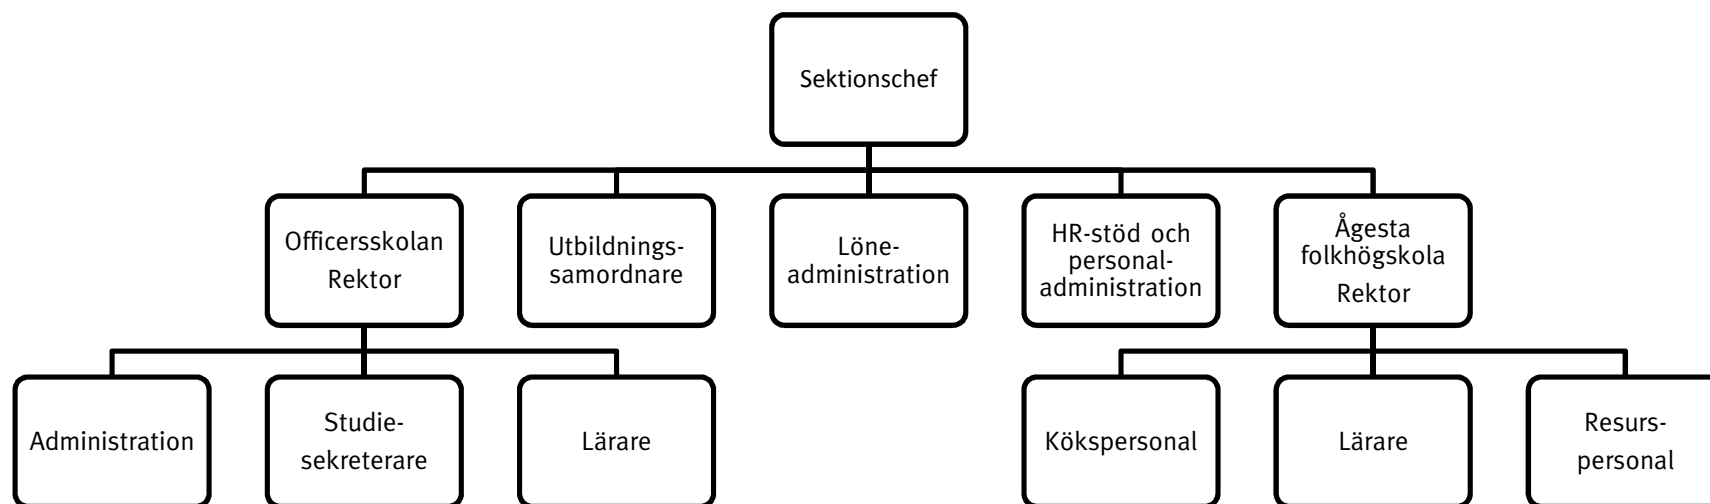 Sektionschef
Officersskolan
Rektor
Utbildnings-
samordnare
Löne-
administration
HR-stöd och
personal-
administration
Ågesta
folkhögskola
Rektor
Administration
Studie-
sekreterare
Lärare
Kökspersonal
Lärare
Resurs-
personal